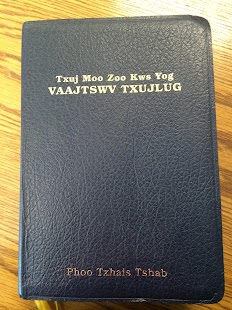 Txuj Moo Zoo Kws Yog
VAAJTSWV TXUJLUG
Phoo Tzhais Tshab